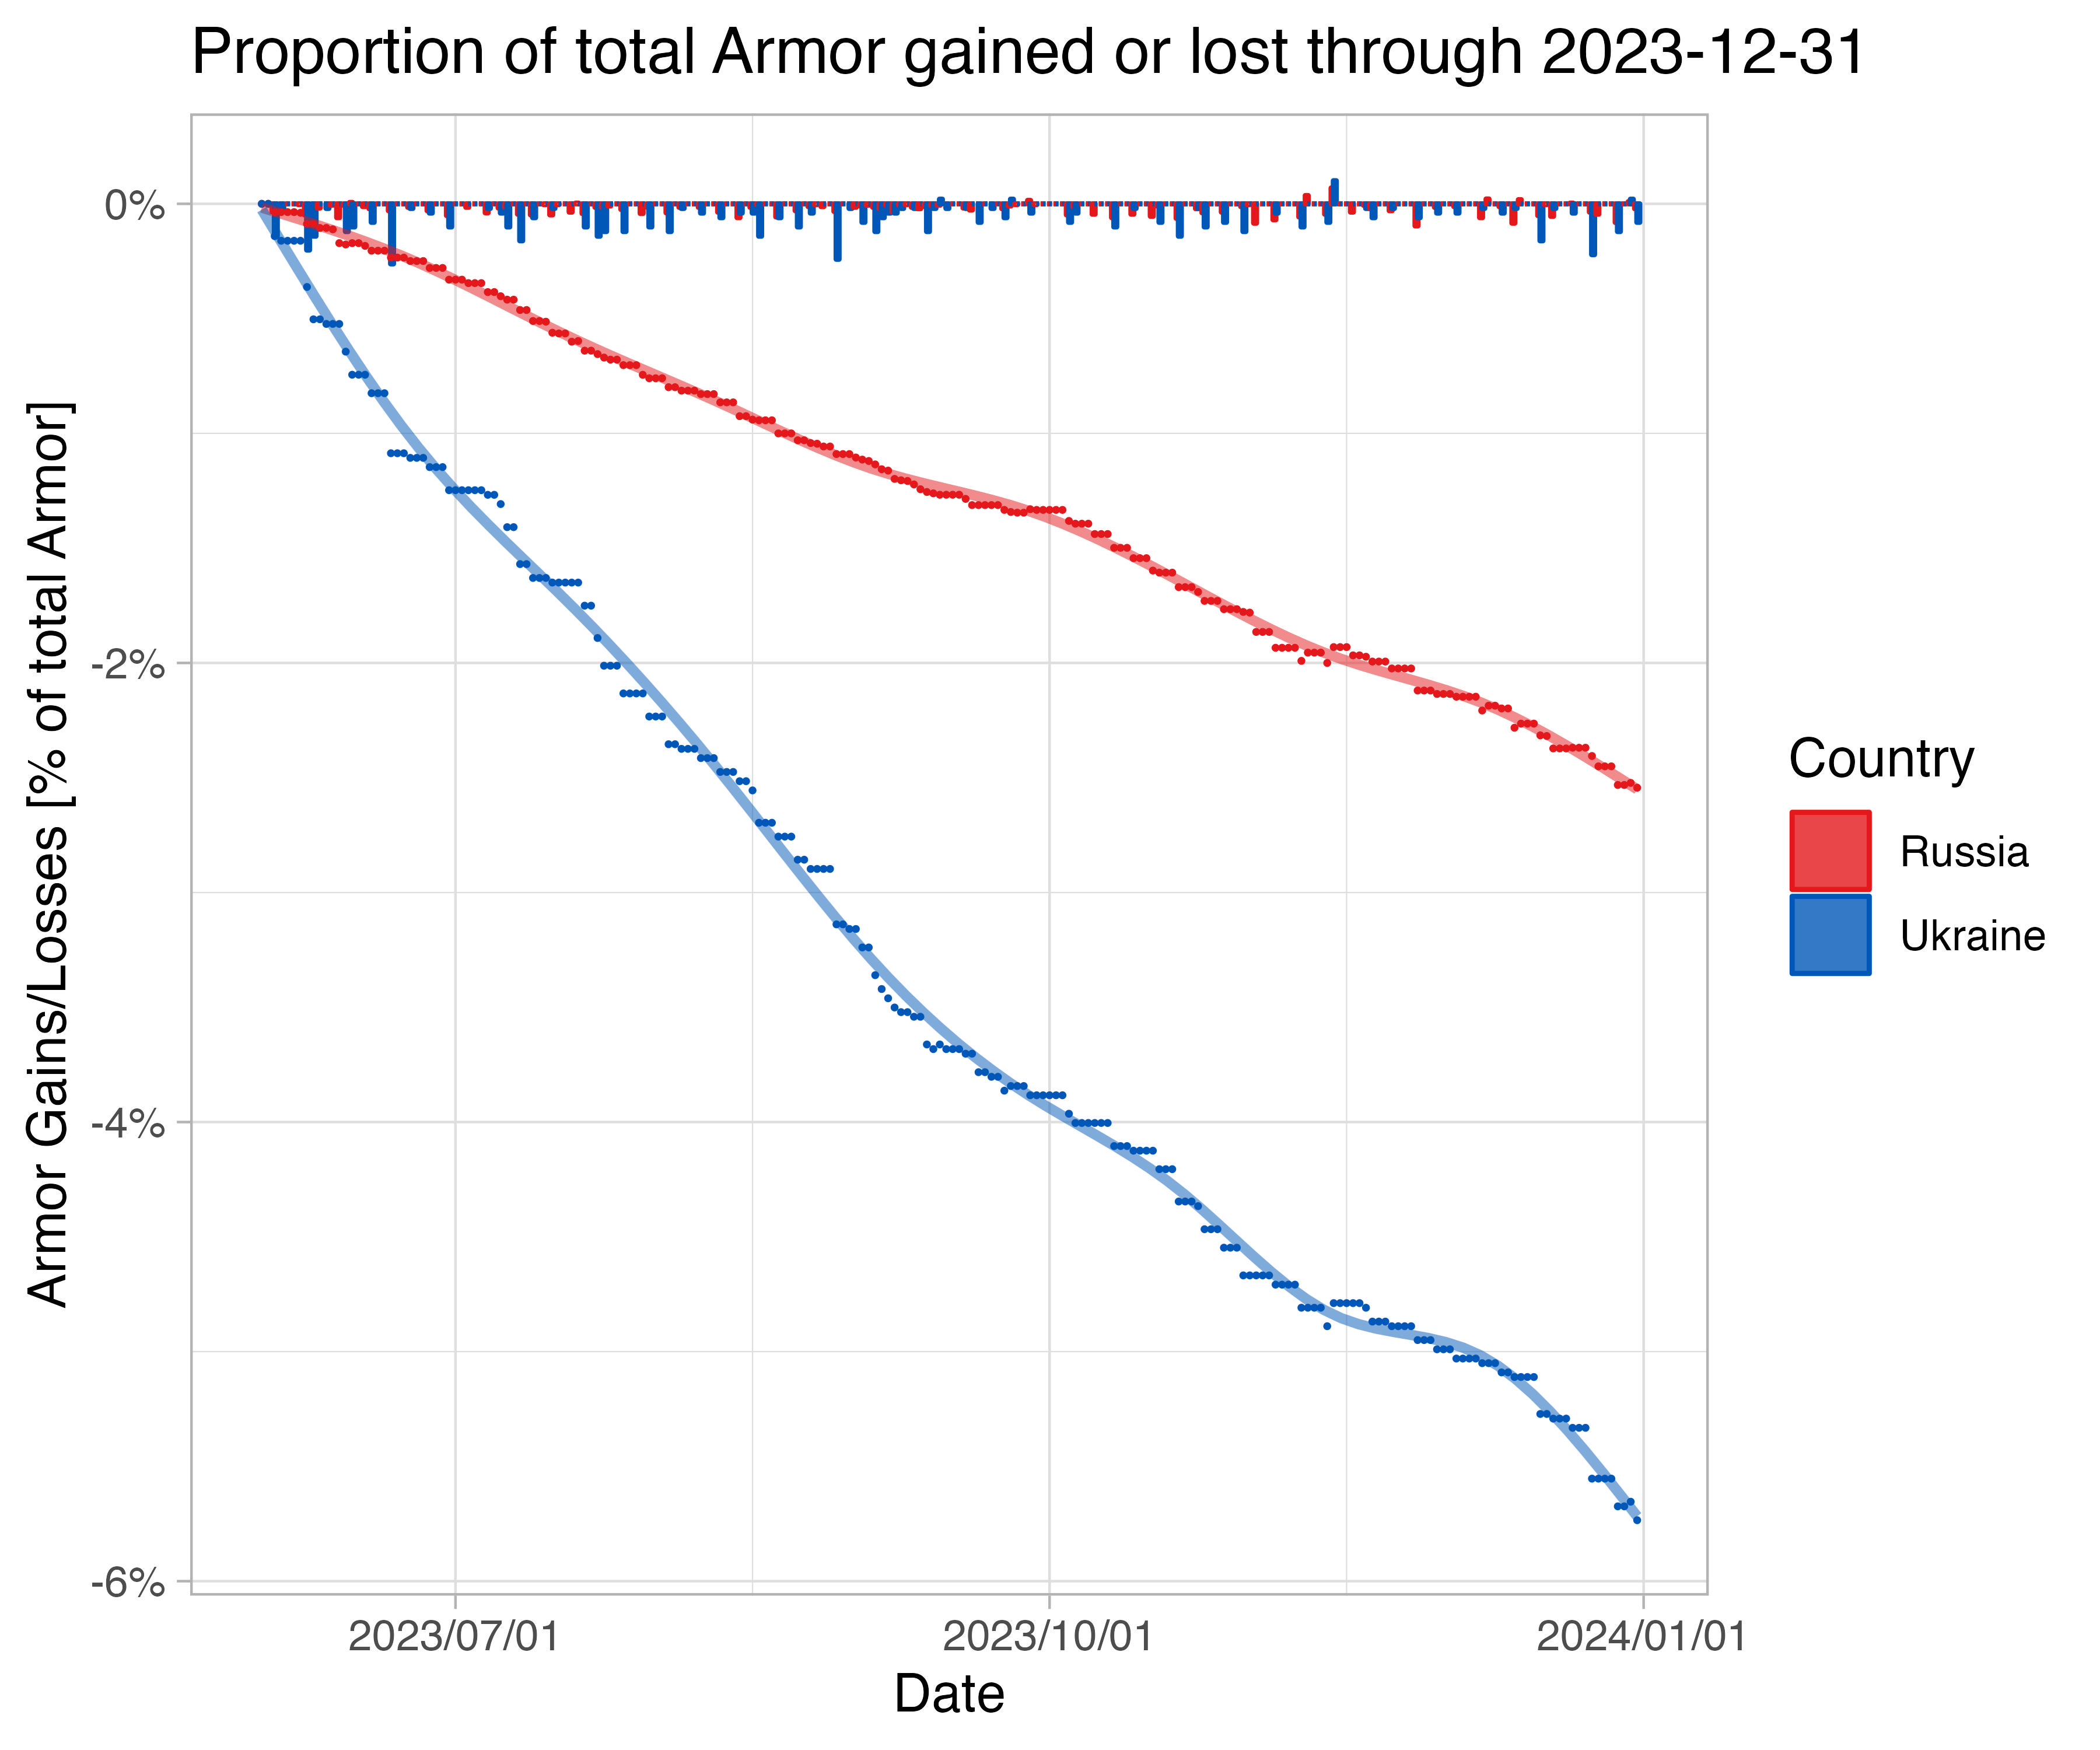 Proportion of total Armor gained or lost through 2023-12-31
Armor Gains/Losses [% of total Armor]
0%
-2%
-4%
-6%
2023/07/01
2023/10/01
2024/01/01
Date
Country
Russia
Ukraine